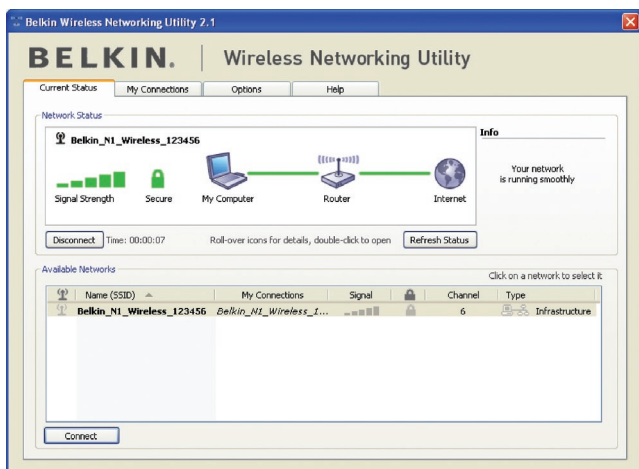 Belkin Wireless Networking Utility 2.1
BELKIN. | Wireless Networking Utility
Current Status My Connections Options Help
Network Status
Belkin_N1_Wireless_123456
Signal Strength Secure My Computer Router Internet
Info
Your network
is running smoothly
Disconnect Time: 00:00:07 Roll-over icons for details, double-click to open Refresh Status
Available Networks
Click on a network to select it
Name (SSID) My Connections Signal Channel Type
Belkin_N1_Wireless_123456 Belkin_N1_Wireless_1... 6 Infrastructure
Connect